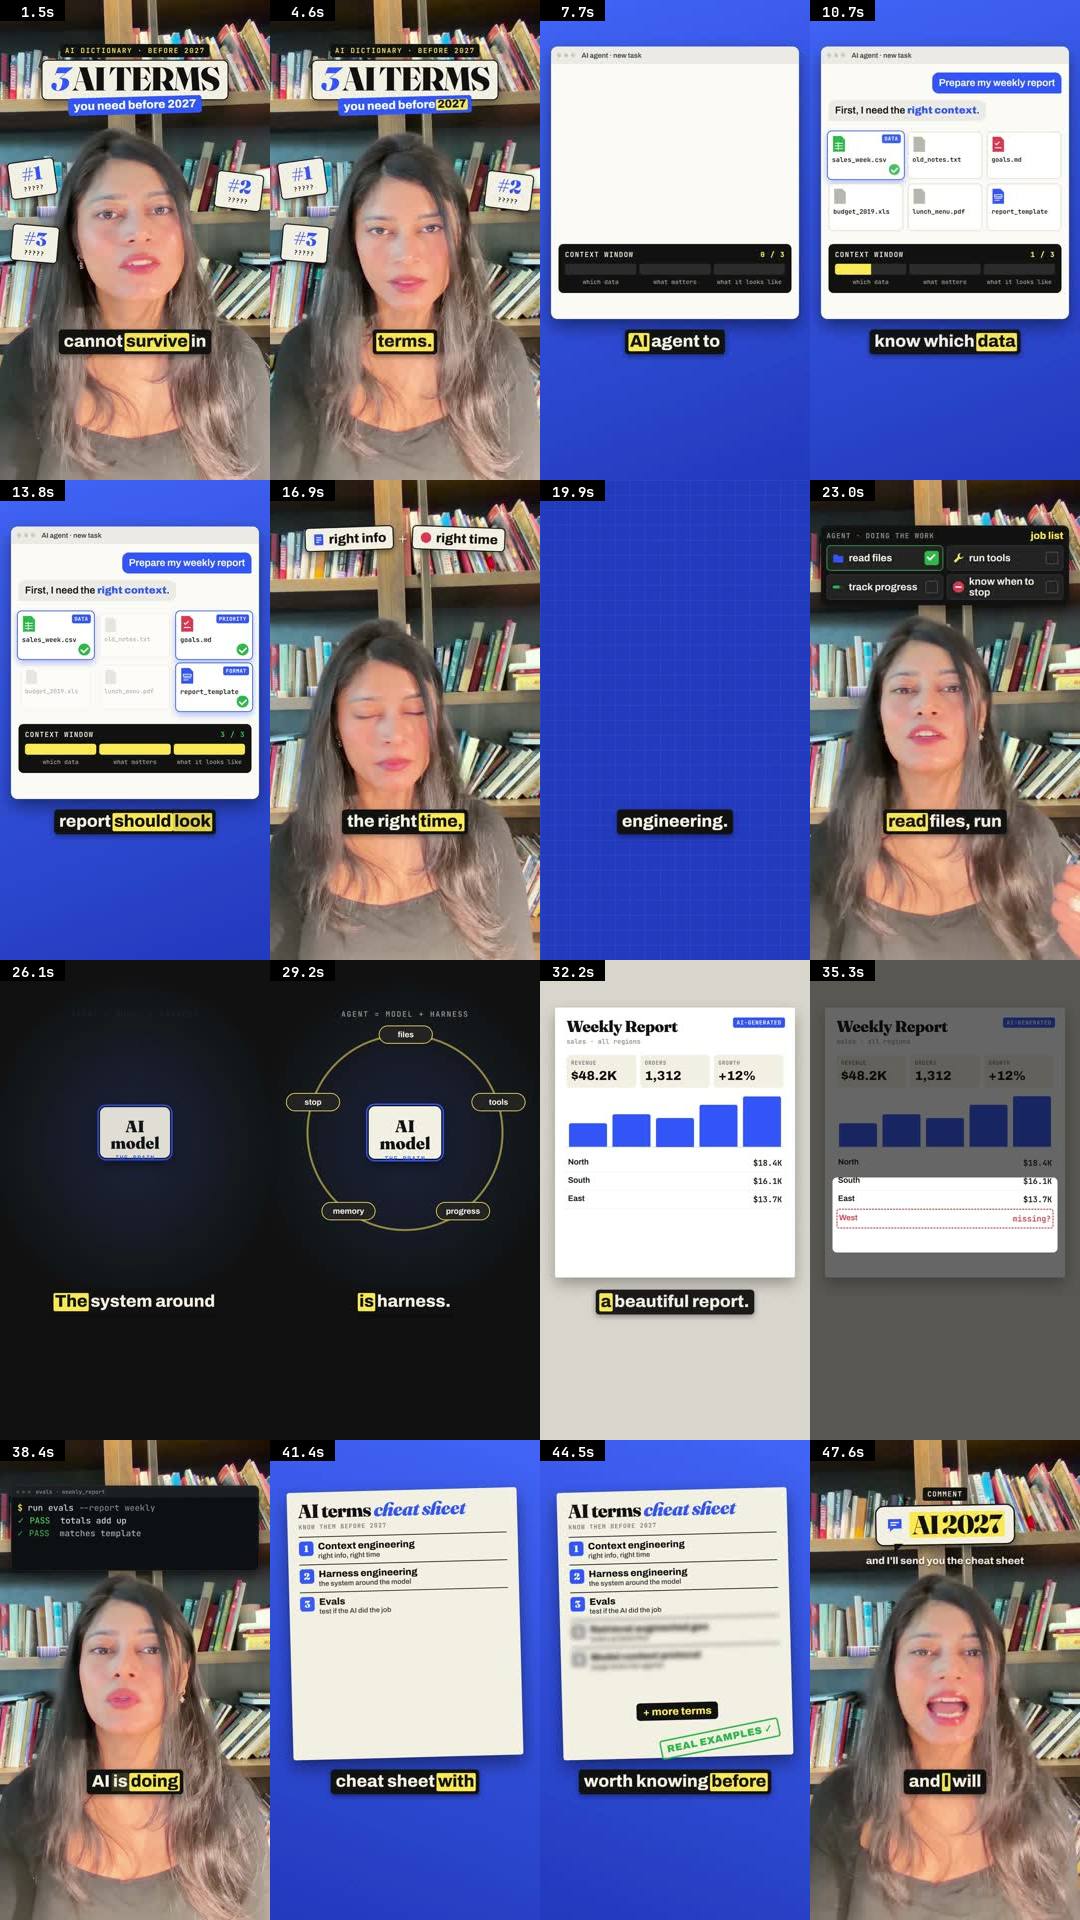 1.5s
AI DICTIONARY · BEFORE 2027
3 AI TERMS
you need before 2027
#1
?????
#2
?????
#3
?????
cannot survive in
4.6s
AI DICTIONARY · BEFORE 2027
3 AI TERMS
you need before 2027
#1
?????
#2
?????
#3
?????
terms.
7.7s
AI agent · new task
CONTEXT WINDOW
0 / 3
which data
what matters
what it looks like
AI agent to
10.7s
AI agent · new task
Prepare my weekly report
First, I need the right context.
DATA
sales_week.csv
old_notes.txt
goals.md
budget_2019.xls
lunch_menu.pdf
report_template
CONTEXT WINDOW
1 / 3
which data
what matters
what it looks like
know which data
13.8s
AI agent · new task
Prepare my weekly report
First, I need the right context.
DATA
sales_week.csv
old_notes.txt
PRIORITY
goals.md
budget_2019.xls
lunch_menu.pdf
FORMAT
report_template
CONTEXT WINDOW
3 / 3
which data
what matters
what it looks like
report should look
16.9s
right info
+
right time
the right time,
19.9s
engineering.
23.0s
AGENT · DOING THE WORK
job list
read files
run tools
track progress
know when to
stop
read files, run
26.1s
AGENT = MODEL + HARNESS
AI
model
The system around
29.2s
AGENT = MODEL + HARNESS
files
stop
tools
AI
model
memory
progress
is harness.
32.2s
Weekly Report
AI-GENERATED
sales · all regions
REVENUE
$48.2K
ORDERS
1,312
GROWTH
+12%
North
$18.4K
South
$16.1K
East
$13.7K
a beautiful report.
35.3s
Weekly Report
AI-GENERATED
sales · all regions
REVENUE
$48.2K
ORDERS
1,312
GROWTH
+12%
North
$18.4K
South
$16.1K
East
$13.7K
West
missing?
38.4s
evals · weekly_report
$ run evals --report weekly
✓ PASS totals add up
✓ PASS matches template
AI is doing
41.4s
AI terms cheat sheet
KNOW THEM BEFORE 2027
1 Context engineering
right info, right time
2 Harness engineering
the system around the model
3 Evals
test if the AI did the job
cheat sheet with
44.5s
AI terms cheat sheet
KNOW THEM BEFORE 2027
1 Context engineering
right info, right time
2 Harness engineering
the system around the model
3 Evals
test if the AI did the job
+ more terms
REAL EXAMPLES ✓
worth knowing before
47.6s
COMMENT
AI 2027
and I'll send you the cheat sheet
and I will